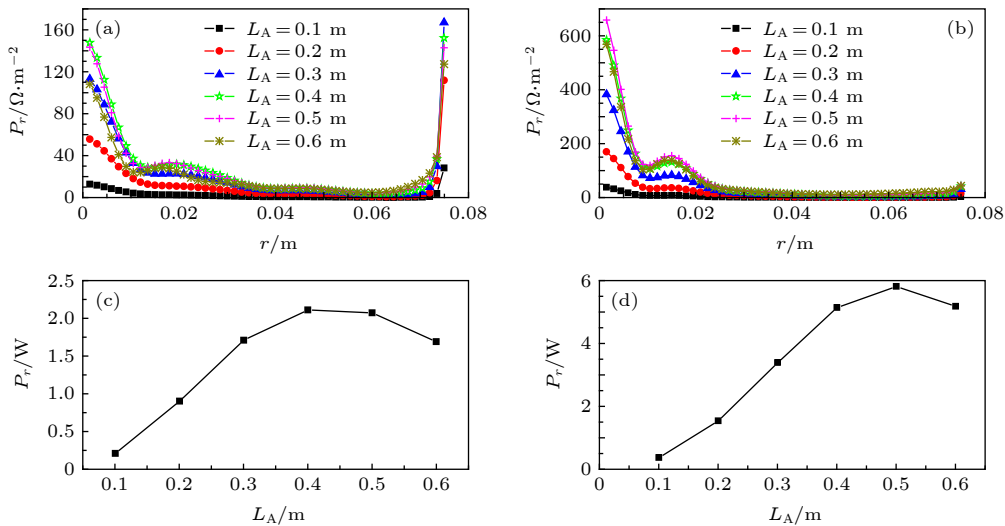 (a)
160
120
80
40
0
P_r/Ω·m⁻²
L_A = 0.1 m
L_A = 0.2 m
L_A = 0.3 m
L_A = 0.4 m
L_A = 0.5 m
L_A = 0.6 m
0 0.02 0.04 0.06 0.08
r/m
(b)
600
400
200
0
P_r/Ω·m⁻²
L_A = 0.1 m
L_A = 0.2 m
L_A = 0.3 m
L_A = 0.4 m
L_A = 0.5 m
L_A = 0.6 m
0 0.02 0.04 0.06 0.08
r/m
(c)
2.5
2.0
1.5
1.0
0.5
0
P_r/W
0.1 0.2 0.3 0.4 0.5 0.6
L_A/m
(d)
6
4
2
0
P_r/W
0 0.1 0.2 0.3 0.4 0.5 0.6
L_A/m